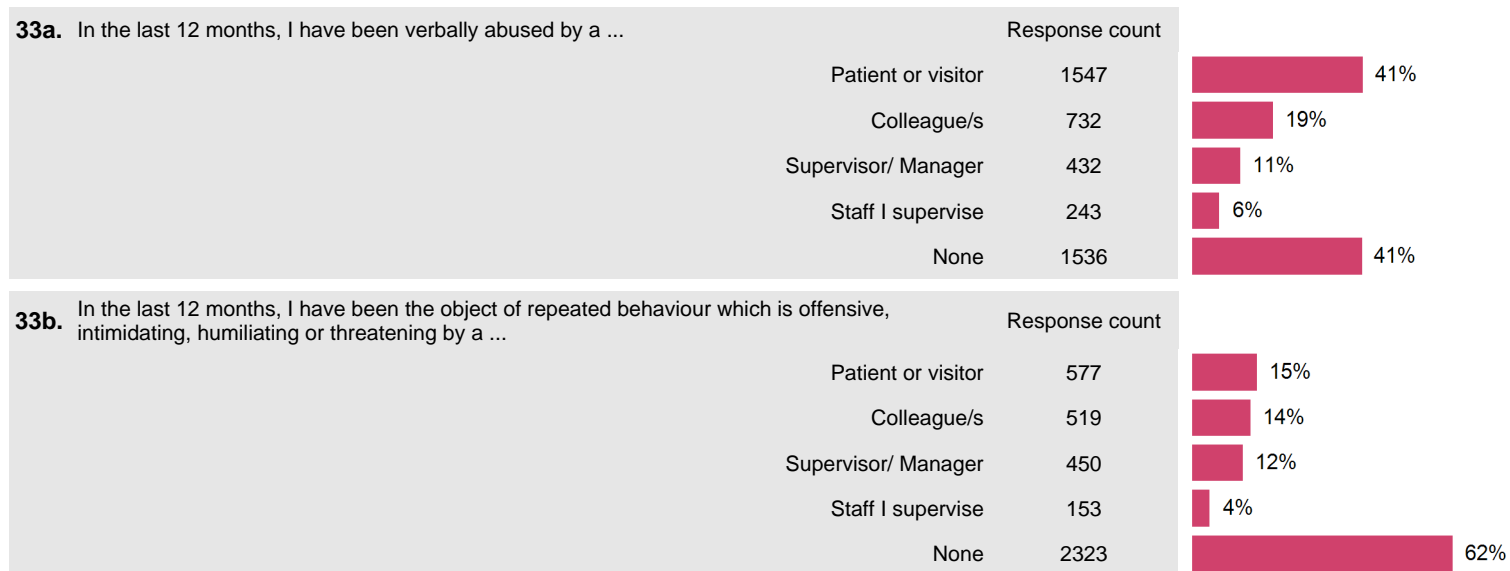 33a. In the last 12 months, I have been verbally abused by a ... Response count
Patient or visitor 1547 41%
Colleague/s 732 19%
Supervisor/ Manager 432 11%
Staff I supervise 243 6%
None 1536 41%
33b. In the last 12 months, I have been the object of repeated behaviour which is offensive,
intimidating, humiliating or threatening by a ... Response count
Patient or visitor 577 15%
Colleague/s 519 14%
Supervisor/ Manager 450 12%
Staff I supervise 153 4%
None 2323 62%